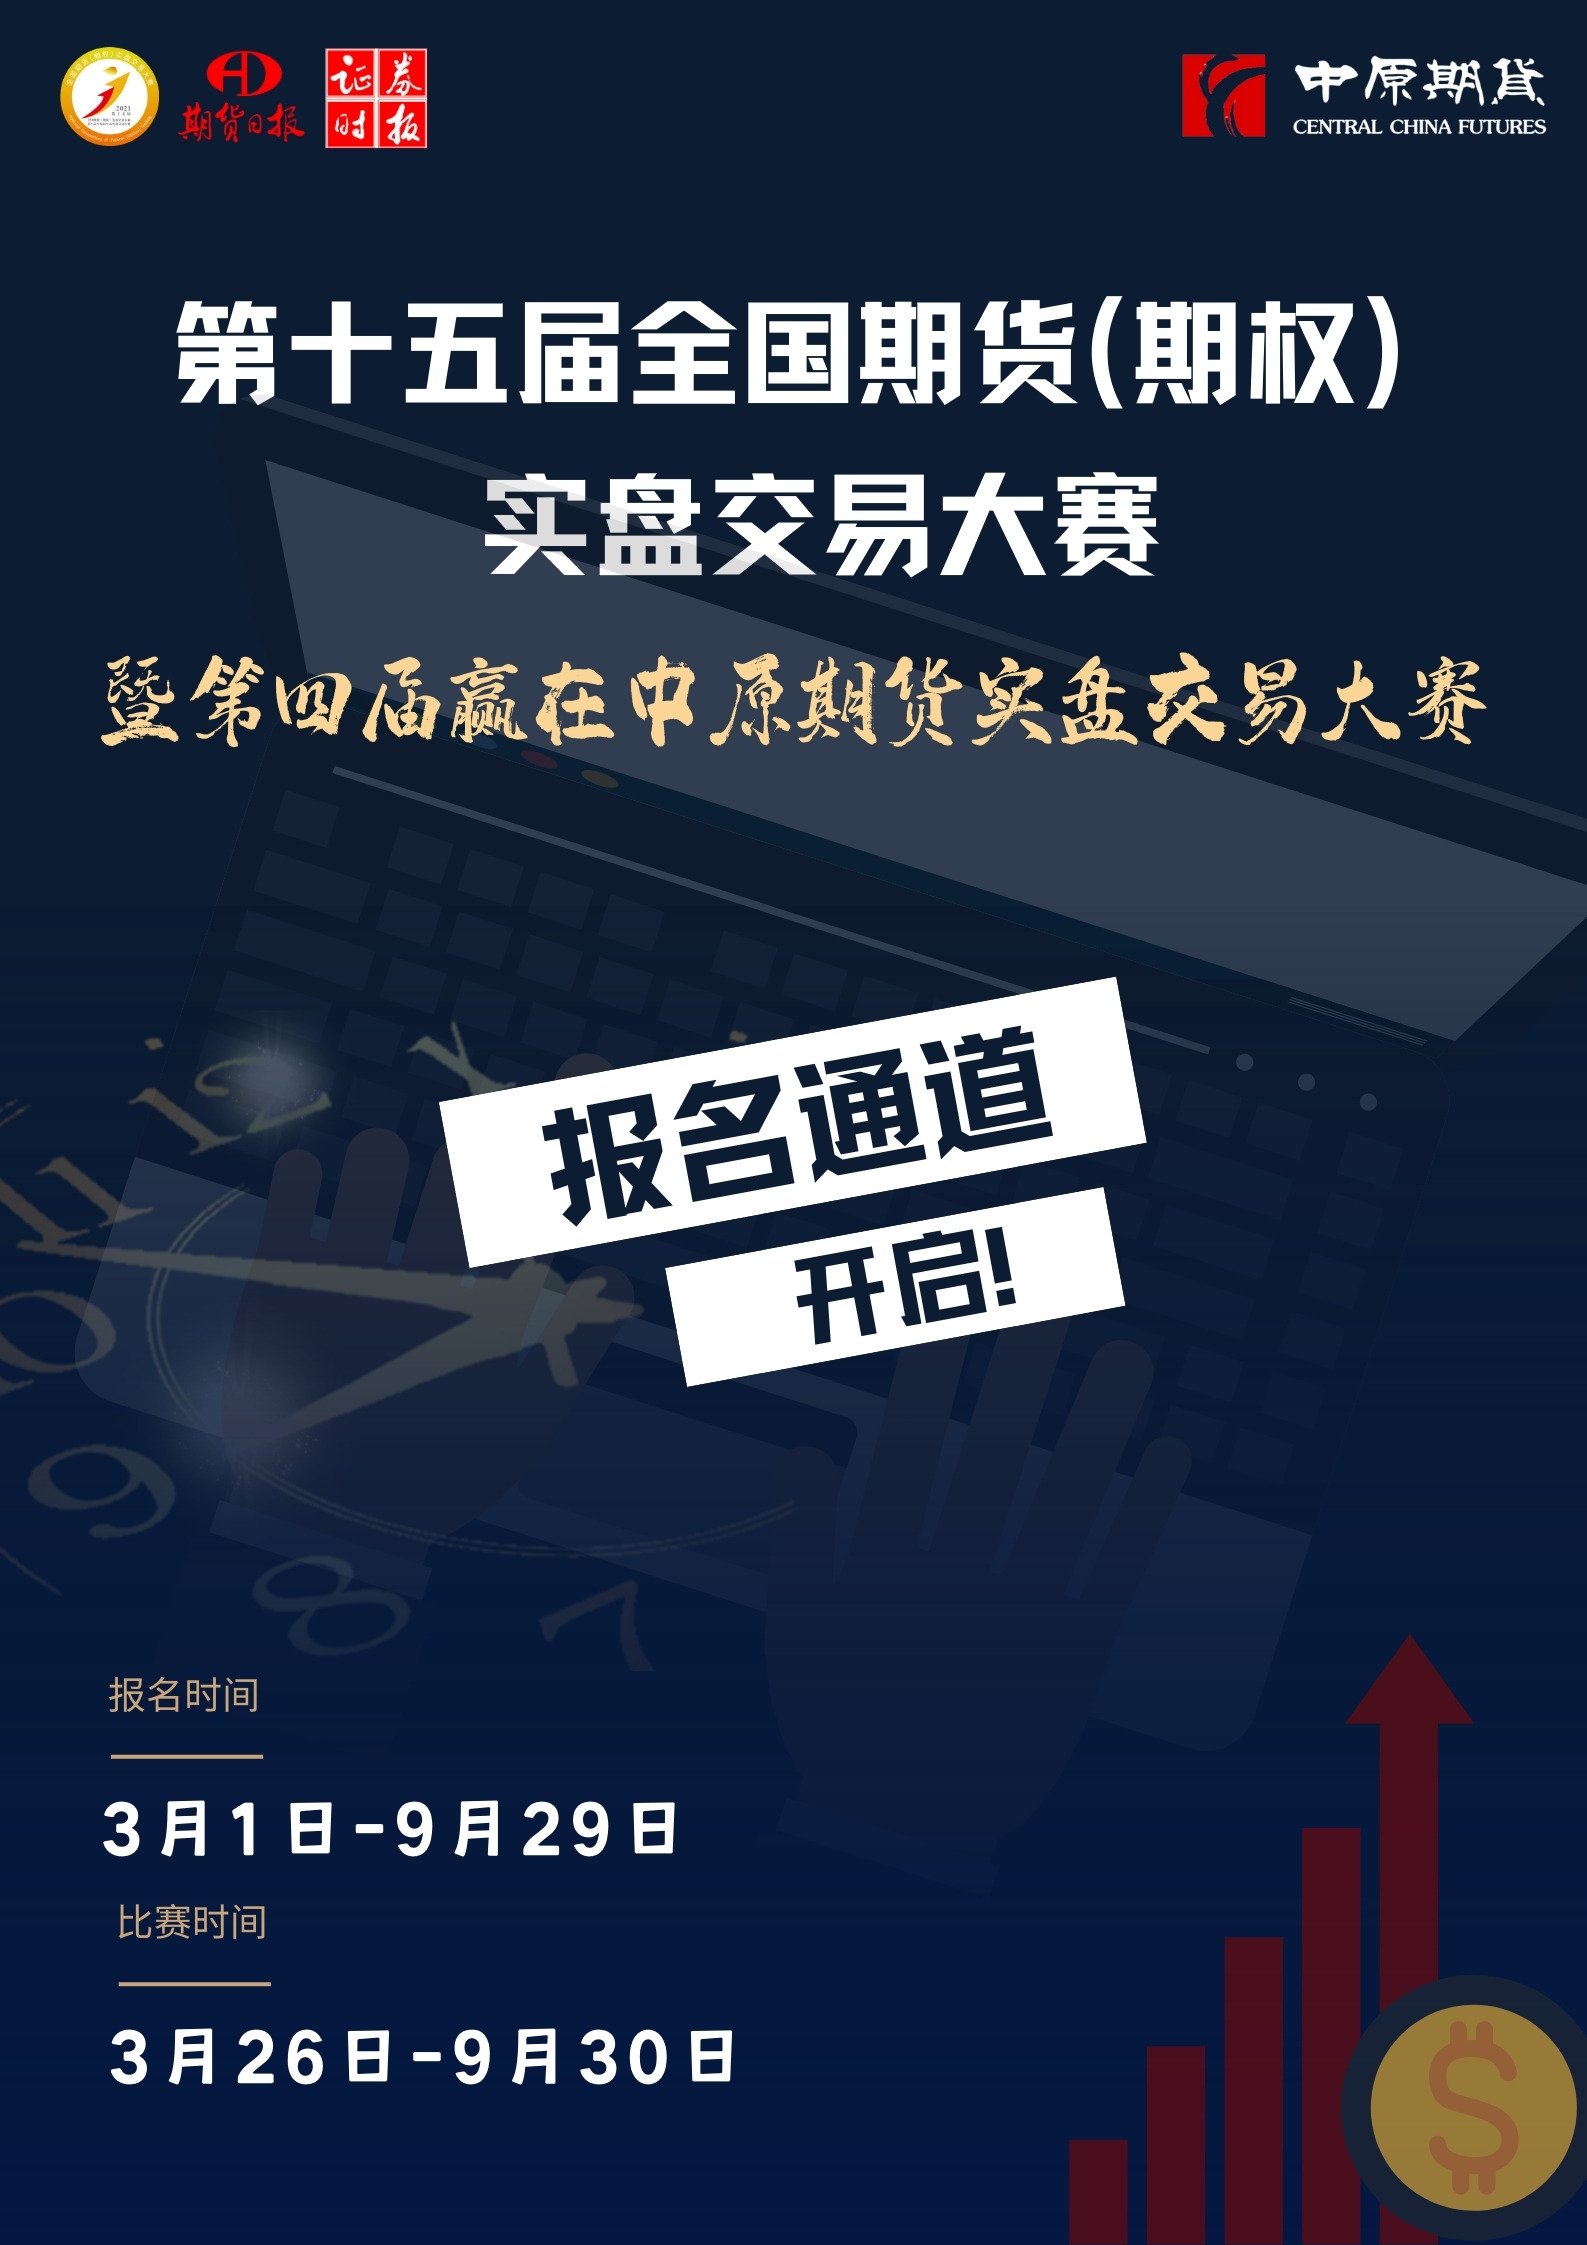 2021
期货日报
证券
时报
中原期貨
CENTRAL CHINA FUTURES
第十五届全国期货(期权)
实盘交易大赛
暨第四届赢在中原期货实盘交易大赛
报名通道
开启!
报名时间
3月1日-9月29日
比赛时间
3月26日-9月30日